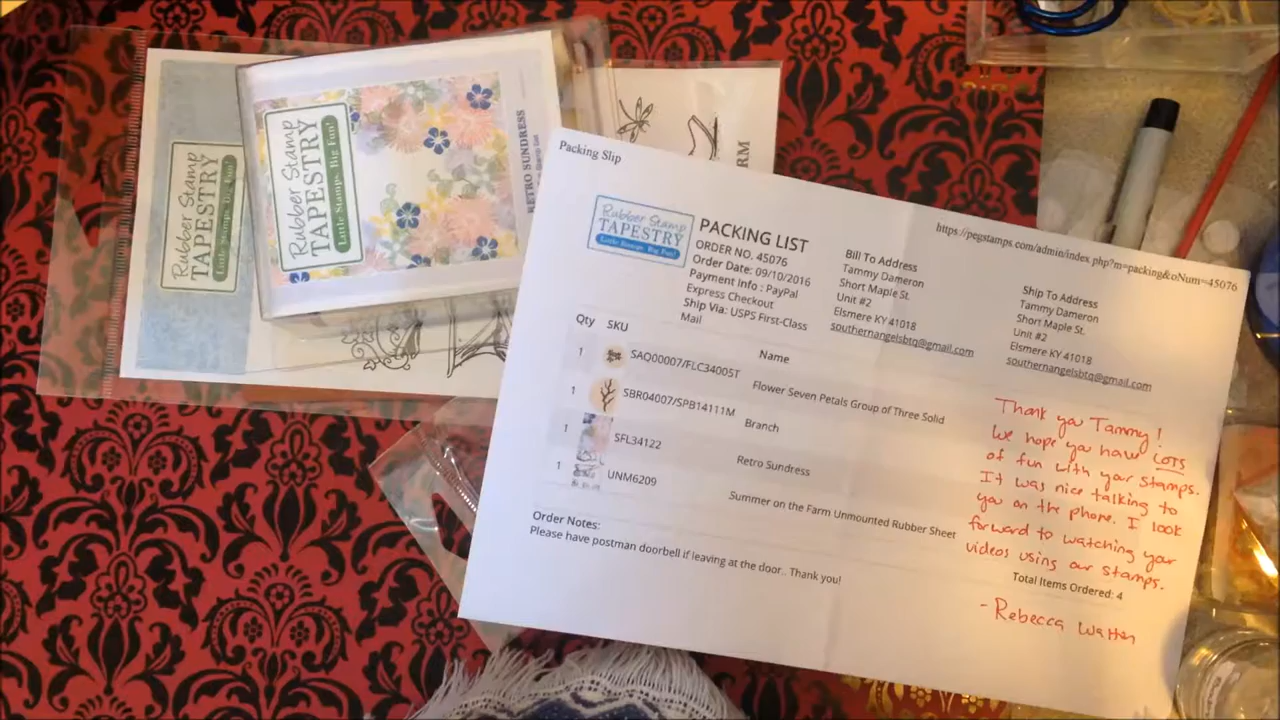 Rubber Stamp
TAPESTRY
Little Stamps, Big Fun!
Rubber Stamp
TAPESTRY
Little Stamps, Big Fun!
RETRO SUNDRESS
Packing Slip
https://pegstamps.com/admin/index.php?m=packing&oNum=45076
Rubber Stamp
TAPESTRY
Little Stamps, Big Fun!
PACKING LIST
ORDER NO. 45076
Order Date: 09/10/2016
Payment Info : PayPal
Express Checkout
Ship Via: USPS First-Class
Mail
Bill To Address
Tammy Dameron
Short Maple St.
Unit #2
Elsmere KY 41018
southernangelsbtq@gmail.com
Ship To Address
Tammy Dameron
Short Maple St.
Unit #2
Elsmere KY 41018
southernangelsbtq@gmail.com
Qty SKU Name
1 SAQ00007/FLC34005T Flower Seven Petals Group of Three Solid
1 SBR04007/SPB14111M Branch
1 SFL34122 Retro Sundress
1 UNM6209 Summer on the Farm Unmounted Rubber Sheet
Order Notes:
Please have postman doorbell if leaving at the door.. Thank you!
Total Items Ordered: 4
Thank you Tammy!
We hope you have LOTS
of fun with your stamps.
It was nice talking to
you on the phone. I look
forward to watching your
videos using our stamps.
- Rebecca